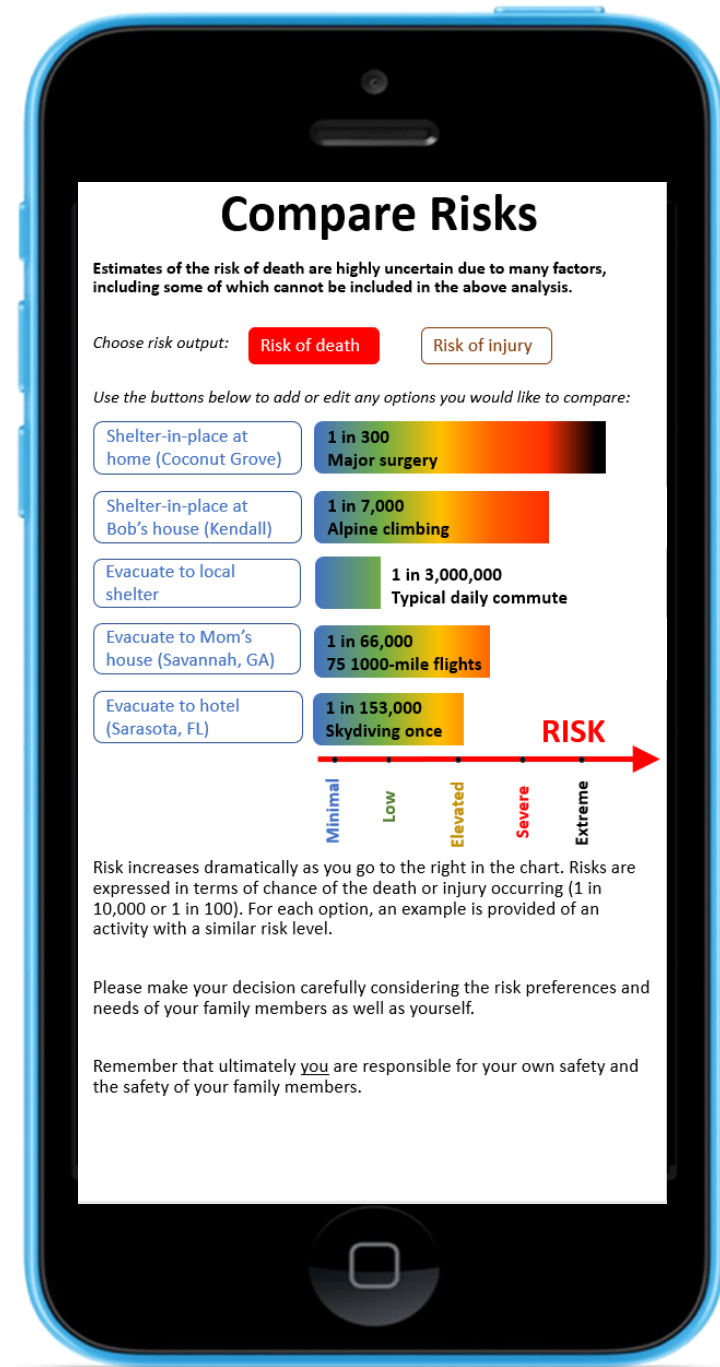 Compare Risks
Estimates of the risk of death are highly uncertain due to many factors,
including some of which cannot be included in the above analysis.
Choose risk output:
Risk of death
Risk of injury
Use the buttons below to add or edit any options you would like to compare:
Shelter-in-place at
home (Coconut Grove)
1 in 300
Major surgery
Shelter-in-place at
Bob's house (Kendall)
1 in 7,000
Alpine climbing
Evacuate to local
shelter
1 in 3,000,000
Typical daily commute
Evacuate to Mom's
house (Savannah, GA)
1 in 66,000
75 1000-mile flights
Evacuate to hotel
(Sarasota, FL)
1 in 153,000
Skydiving once
RISK
Minimal
Low
Elevated
Severe
Extreme
Risk increases dramatically as you go to the right in the chart. Risks are
expressed in terms of chance of the death or injury occurring (1 in
10,000 or 1 in 100). For each option, an example is provided of an
activity with a similar risk level.
Please make your decision carefully considering the risk preferences and
needs of your family members as well as yourself.
Remember that ultimately you are responsible for your own safety and
the safety of your family members.